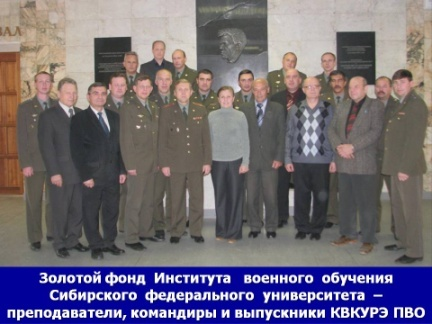 Золотой фонд Института военного обучения
Сибирского федерального университета –
преподаватели, командиры и выпускники КВКУРЭ ПВО